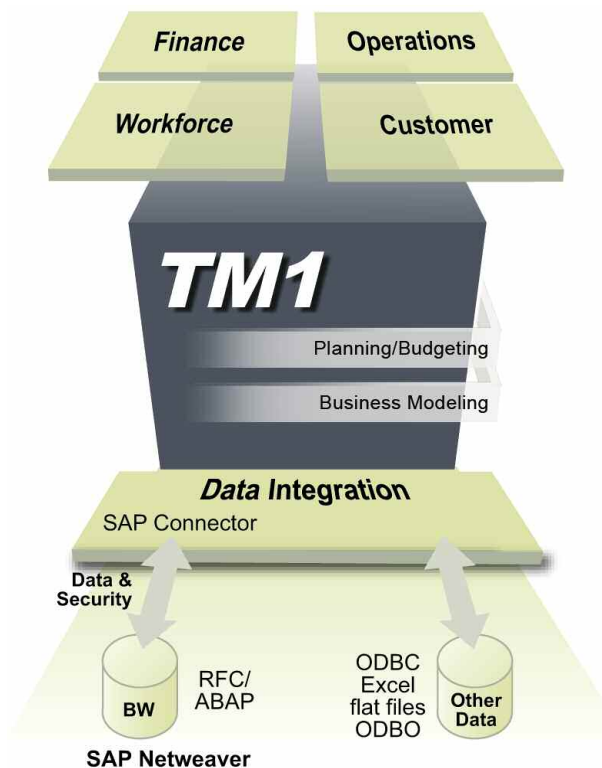 Finance
Operations
Workforce
Customer
TM1
Planning/Budgeting
Business Modeling
Data Integration
SAP Connector
Data &
Security
BW
RFC/
ABAP
SAP Netweaver
ODBC
Excel
flat files
ODBO
Other
Data